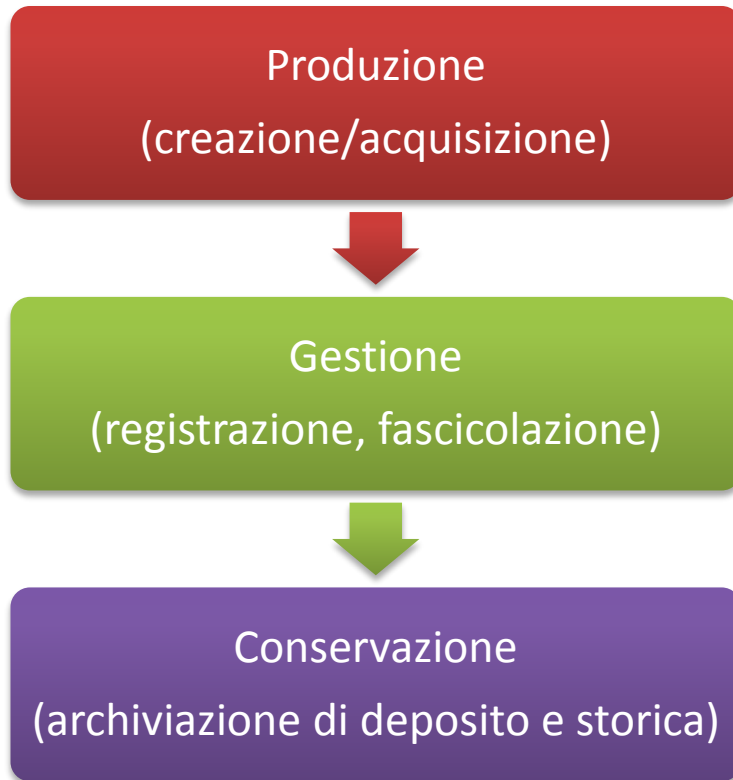 Produzione
(creazione/acquisizione)
Gestione
(registrazione, fascicolazione)
Conservazione
(archiviazione di deposito e storica)